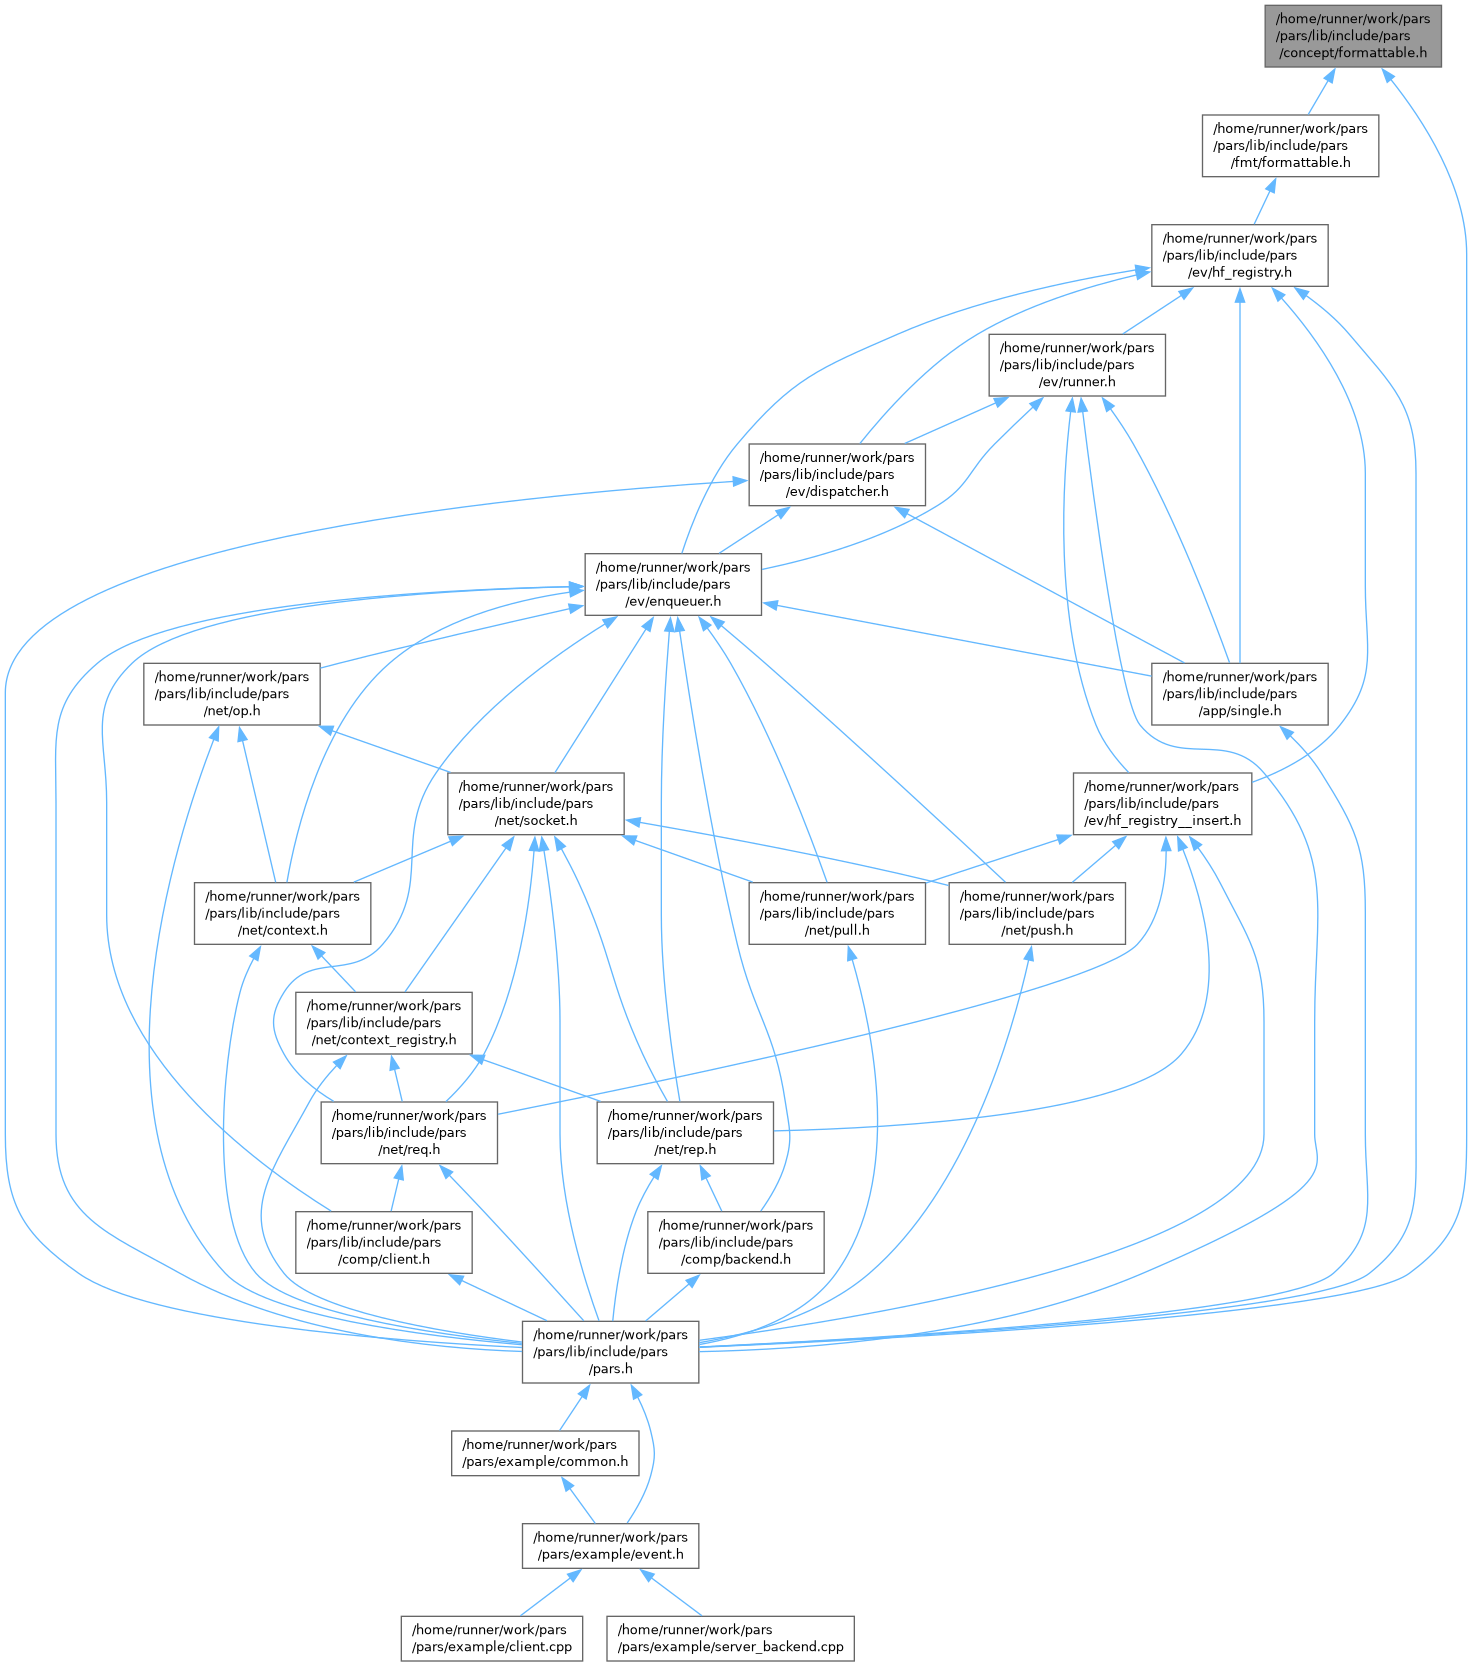 /home/runner/work/pars
/pars/lib/include/pars
/concept/formattable.h
/home/runner/work/pars
/pars/lib/include/pars
/fmt/formattable.h
/home/runner/work/pars
/pars/lib/include/pars
/ev/hf_registry.h
/home/runner/work/pars
/pars/lib/include/pars
/ev/runner.h
/home/runner/work/pars
/pars/lib/include/pars
/ev/dispatcher.h
/home/runner/work/pars
/pars/lib/include/pars
/ev/enqueuer.h
/home/runner/work/pars
/pars/lib/include/pars
/net/op.h
/home/runner/work/pars
/pars/lib/include/pars
/app/single.h
/home/runner/work/pars
/pars/lib/include/pars
/net/socket.h
/home/runner/work/pars
/pars/lib/include/pars
/ev/hf_registry__insert.h
/home/runner/work/pars
/pars/lib/include/pars
/net/context.h
/home/runner/work/pars
/pars/lib/include/pars
/net/pull.h
/home/runner/work/pars
/pars/lib/include/pars
/net/push.h
/home/runner/work/pars
/pars/lib/include/pars
/net/context_registry.h
/home/runner/work/pars
/pars/lib/include/pars
/net/req.h
/home/runner/work/pars
/pars/lib/include/pars
/net/rep.h
/home/runner/work/pars
/pars/lib/include/pars
/comp/client.h
/home/runner/work/pars
/pars/lib/include/pars
/comp/backend.h
/home/runner/work/pars
/pars/lib/include/pars
/pars.h
/home/runner/work/pars
/pars/example/common.h
/home/runner/work/pars
/pars/example/event.h
/home/runner/work/pars
/pars/example/client.cpp
/home/runner/work/pars
/pars/example/server_backend.cpp